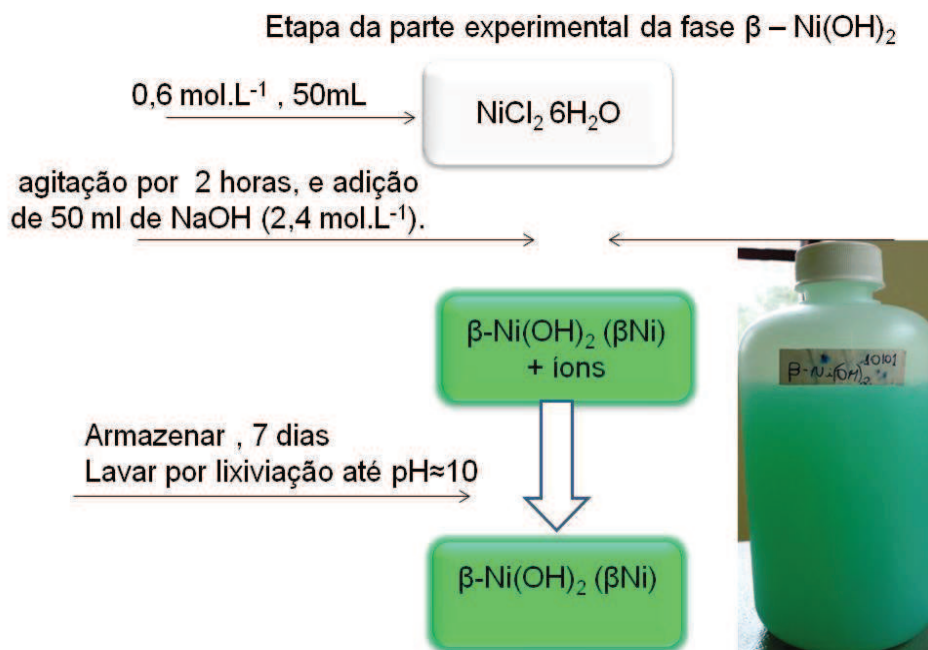 Etapa da parte experimental da fase β – Ni(OH)₂
0,6 mol.L⁻¹ , 50mL
NiCl₂ 6H₂O
agitação por 2 horas, e adição
de 50 ml de NaOH (2,4 mol.L⁻¹).
β-Ni(OH)₂ (βNi)
+ íons
10101
β-Ni(OH)₂
Armazenar , 7 dias
Lavar por lixiviação até pH≈10
β-Ni(OH)₂ (βNi)